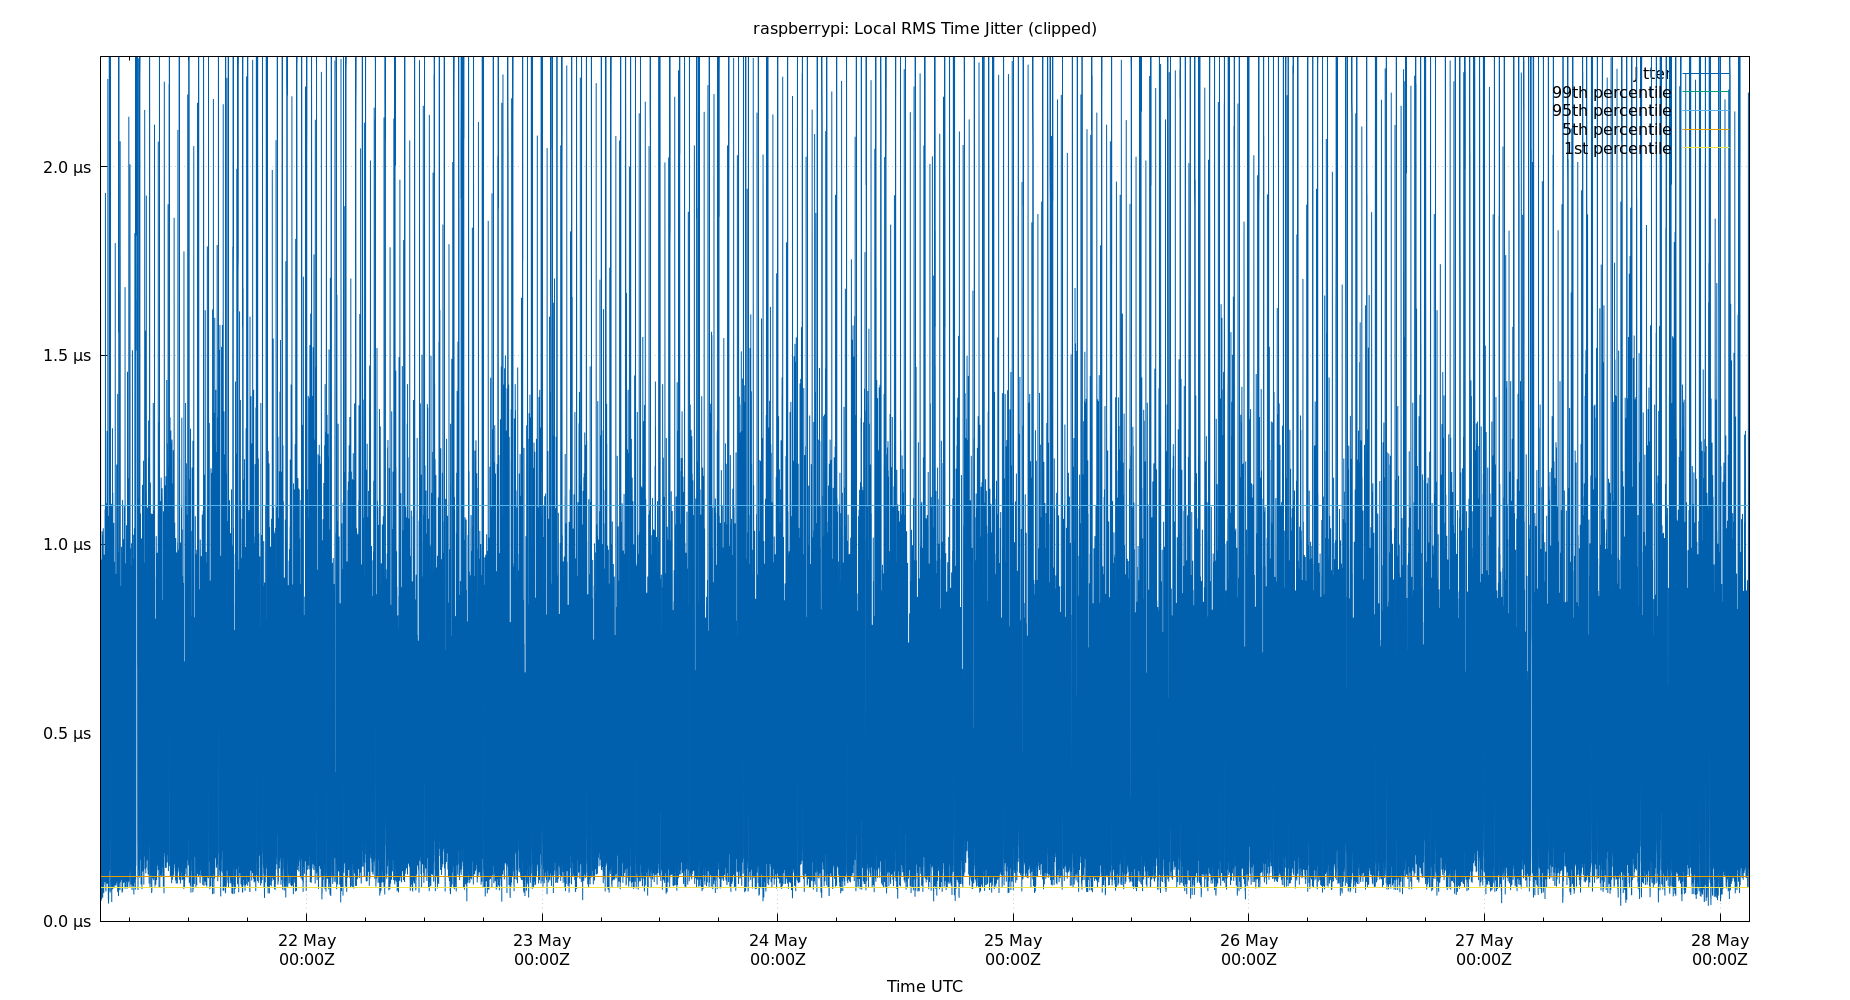 raspberrypi: Local RMS Time Jitter (clipped)
jitter
99th percentile
95th percentile
5th percentile
1st percentile
2.0 µs
1.5 µs
1.0 µs
0.5 µs
0.0 µs
22 May 23 May 24 May 25 May 26 May 27 May 28 May
00:00Z 00:00Z 00:00Z 00:00Z 00:00Z 00:00Z 00:00Z
Time UTC